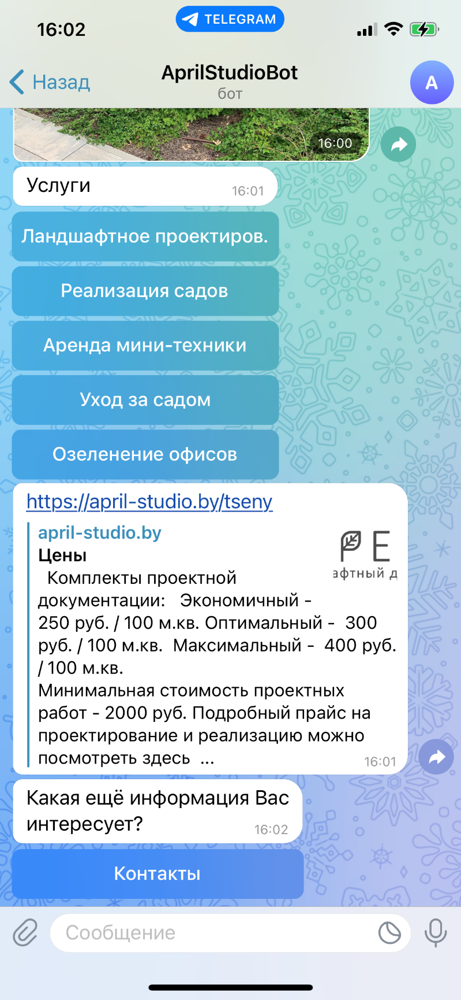 16:02
TELEGRAM
Назад
AprilStudioBot
бот
A
16:00
Услуги
16:01
Ландшафтное проектиров.
Реализация садов
Аренда мини-техники
Уход за садом
Озеленение офисов
https://april-studio.by/tseny
april-studio.by
Цены
РЕ
афтный д
Комплекты проектной
документации: Экономичный -
250 руб. / 100 м.кв. Оптимальный - 300
руб. / 100 м.кв. Максимальный - 400 руб.
/ 100 м.кв.
Минимальная стоимость проектных
работ - 2000 руб. Подробный прайс на
проектирование и реализацию можно
посмотреть здесь ...
16:01
Какая ещё информация Вас
интересует?
16:02
Контакты
Сообщение